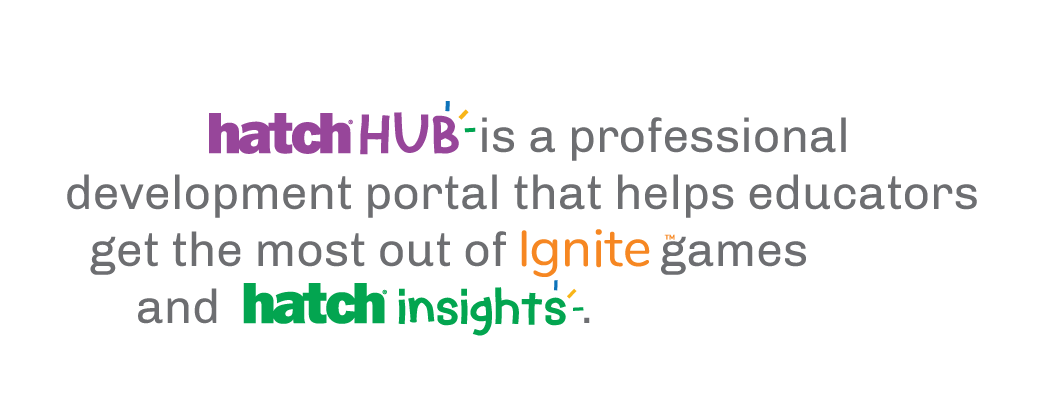 hatch® HUB is a professional
development portal that helps educators
get the most out of Ignite™ games
and hatch® insights.